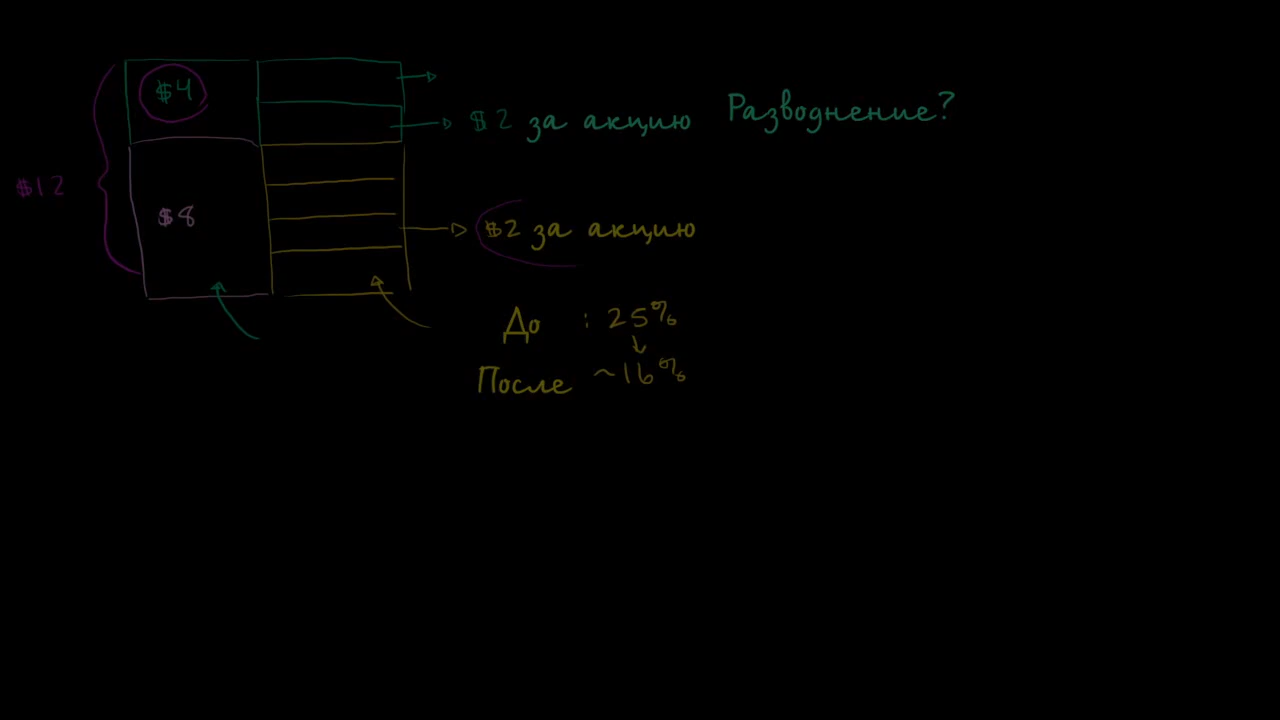 $4
$2 за акцию
Разводнение?
$12
$8
$2 за акцию
До : 25%
После ~16%